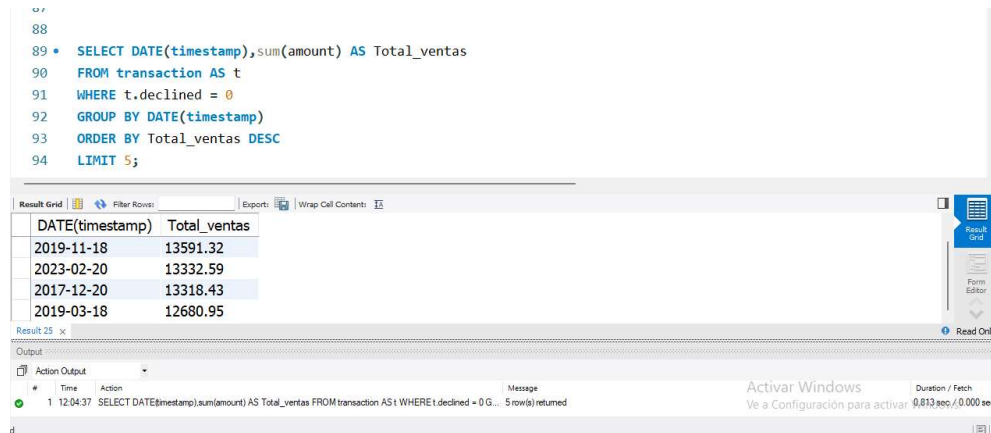 87
88
89 SELECT DATE(timestamp),sum(amount) AS Total_ventas
90 FROM transaction AS t
91 WHERE t.declined = 0
92 GROUP BY DATE(timestamp)
93 ORDER BY Total_ventas DESC
94 LIMIT 5;
Result Grid Filter Rows: Export: Wrap Cell Content:
Result Grid
Form Editor
DATE(timestamp) Total_ventas
2019-11-18 13591.32
2023-02-20 13332.59
2017-12-20 13318.43
2019-03-18 12680.95
Result 25 × Read Onl
Output
Action Output
# Time Action Message Duration / Fetch
1 12:04:37 SELECT DATE(timestamp),sum(amount) AS Total_ventas FROM transaction AS t WHERE t.declined = 0 G... 5 row(s) returned 0,813 sec / 0.000 se
Activar Windows
Ve a Configuración para activar